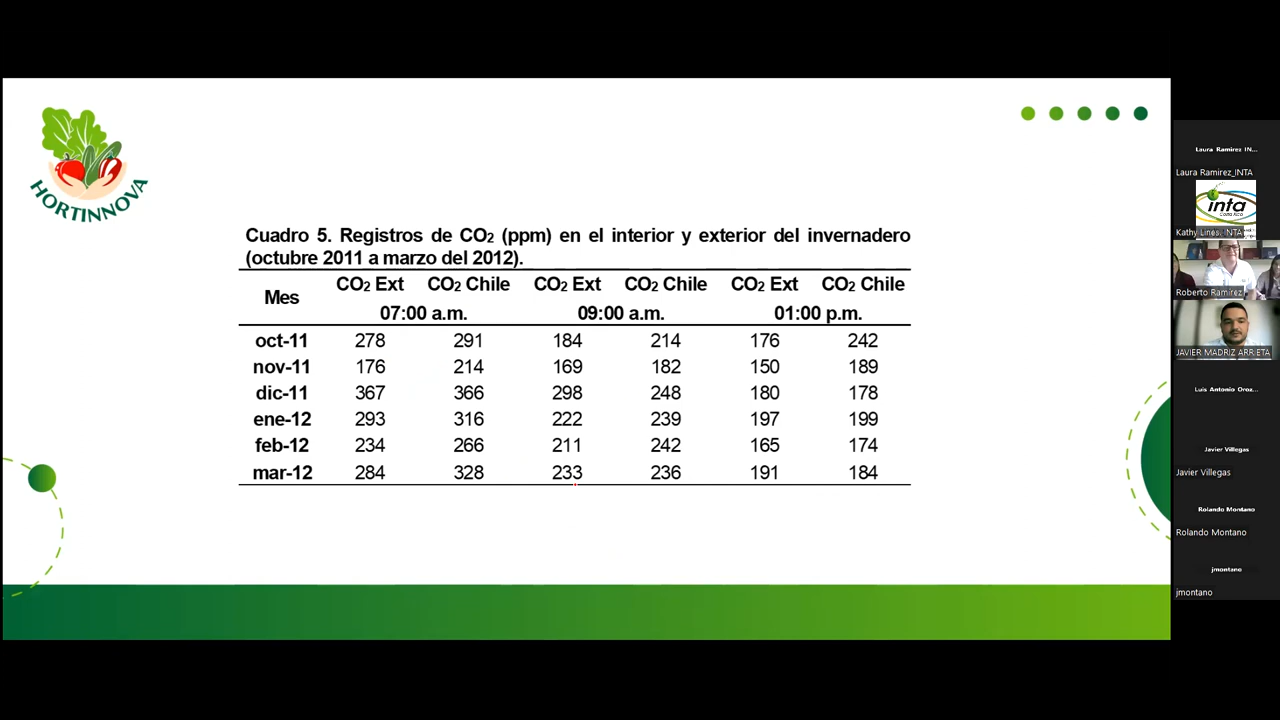 HORTINNOVA
Cuadro 5. Registros de CO₂ (ppm) en el interior y exterior del invernadero
(octubre 2011 a marzo del 2012).
Mes CO₂ Ext CO₂ Chile CO₂ Ext CO₂ Chile CO₂ Ext CO₂ Chile
07:00 a.m. 09:00 a.m. 01:00 p.m.
oct-11 278 291 184 214 176 242
nov-11 176 214 169 182 150 189
dic-11 367 366 298 248 180 178
ene-12 293 316 222 239 197 199
feb-12 234 266 211 242 165 174
mar-12 284 328 233 236 191 184
Laura Ramirez IN...
Laura Ramirez_INTA
inta
Costa Rica
Kathy Lines, INTA
Roberto Ramirez
JAVIER MADRIZ ARRIETA
Luis Antonio Oroz...
Javier Villegas
Javier Villegas
Rolando Montano
Rolando Montano
jmontano
jmontano